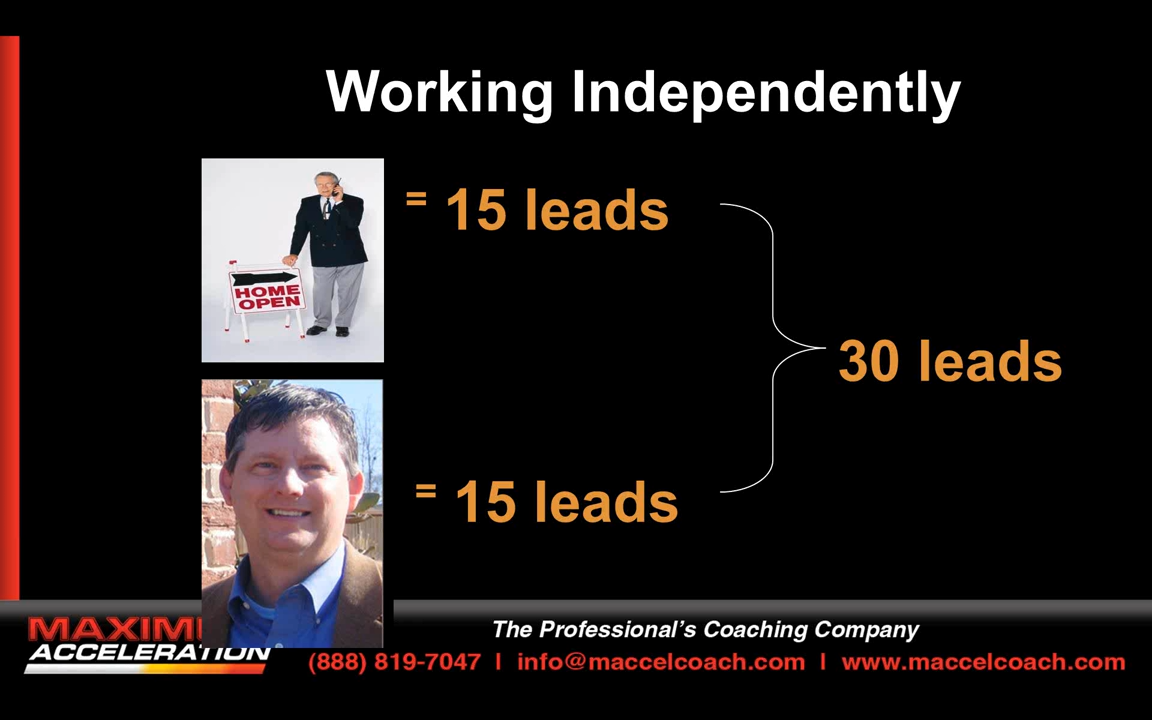 Working Independently
= 15 leads
HOME
OPEN
30 leads
= 15 leads
The Professional's Coaching Company
ACCELERATION
(888) 819-7047 | info@maccelcoach.com | www.maccelcoach.com